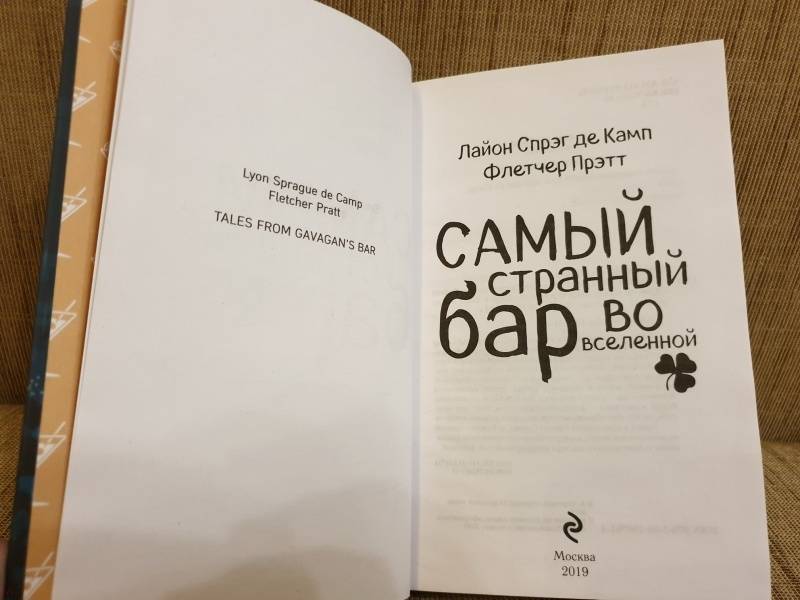 Lyon Sprague de Camp
Fletcher Pratt
TALES FROM GAVAGAN'S BAR
Лайон Спрэг де Камп
Флетчер Прэтт
САМЫЙ
странный
бар во
вселенной
Москва
2019